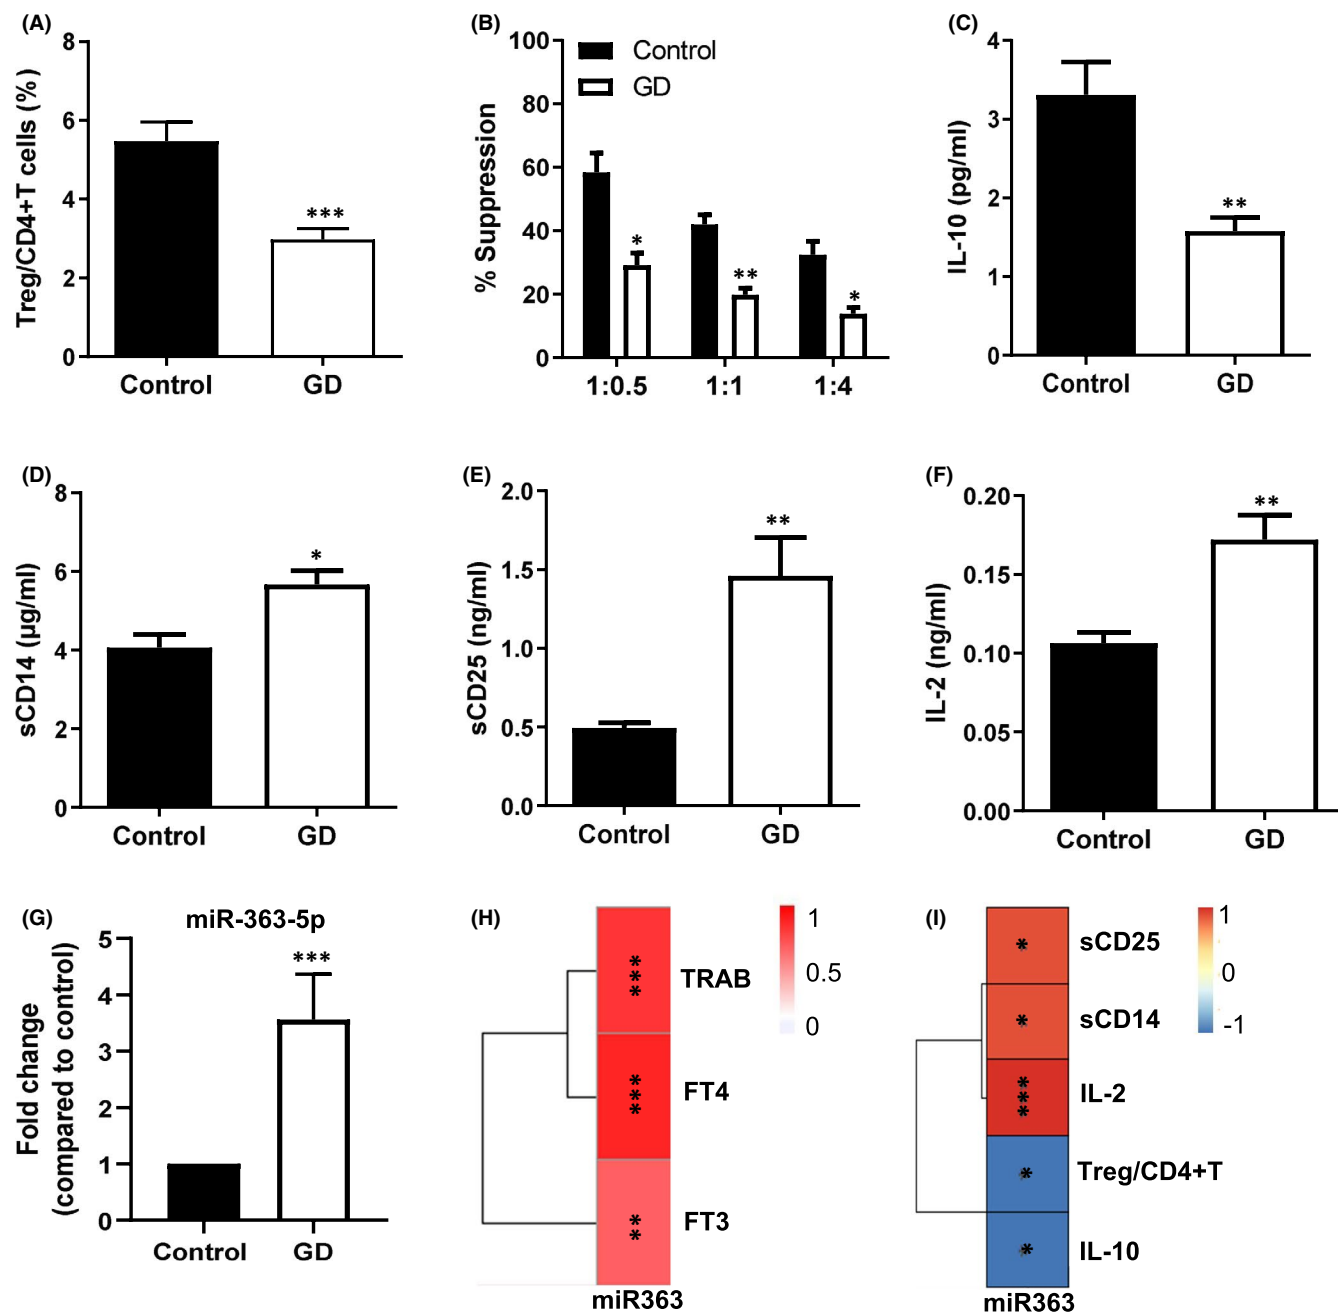 (A)
Treg/CD4+T cells (%)
8
6
4
2
0
***
Control
GD
(B)
% Suppression
100
80
60
40
20
0
Control
GD
*
**
*
1:0.5
1:1
1:4
(C)
IL-10 (pg/ml)
4
3
2
1
0
**
Control
GD
(D)
sCD14 (μg/ml)
8
6
4
2
0
*
Control
GD
(E)
sCD25 (ng/ml)
2.0
1.5
1.0
0.5
0.0
**
Control
GD
(F)
IL-2 (ng/ml)
0.20
0.15
0.10
0.05
0.00
**
Control
GD
(G)
miR-363-5p
Fold change
(compared to control)
5
4
3
2
1
0
***
Control
GD
(H)
***
TRAB
***
FT4
**
FT3
miR363
1
0.5
0
(I)
*
sCD25
*
sCD14
***
IL-2
*
Treg/CD4+T
*
IL-10
miR363
1
0
-1